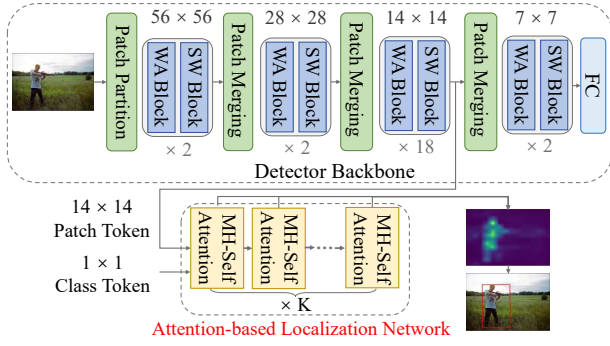 56 × 56
28 × 28
14 × 14
7 × 7
Patch Partition
WA Block
SW Block
× 2
Patch Merging
WA Block
SW Block
× 2
Patch Merging
WA Block
SW Block
× 18
Patch Merging
WA Block
SW Block
× 2
FC
Detector Backbone
14 × 14
Patch Token
1 × 1
Class Token
MH-Self
Attention
MH-Self
Attention
MH-Self
Attention
× K
Attention-based Localization Network